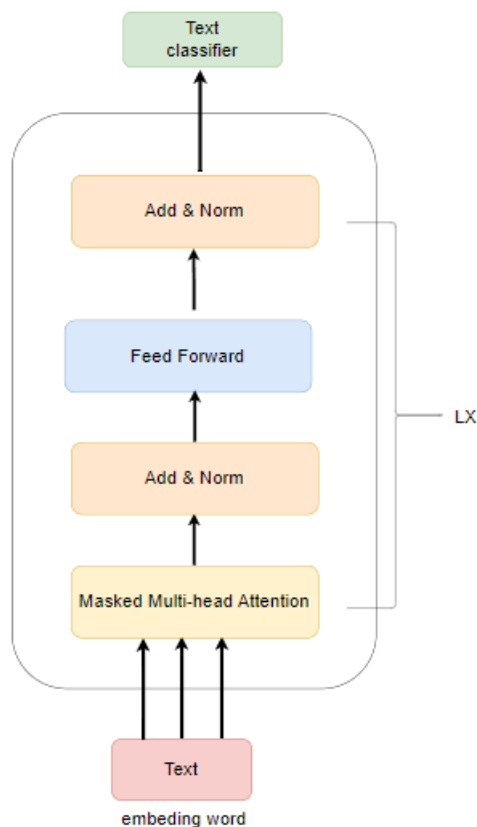 Text
classifier
Add & Norm
Feed Forward
LX
Add & Norm
Masked Multi-head Attention
Text
embeding word